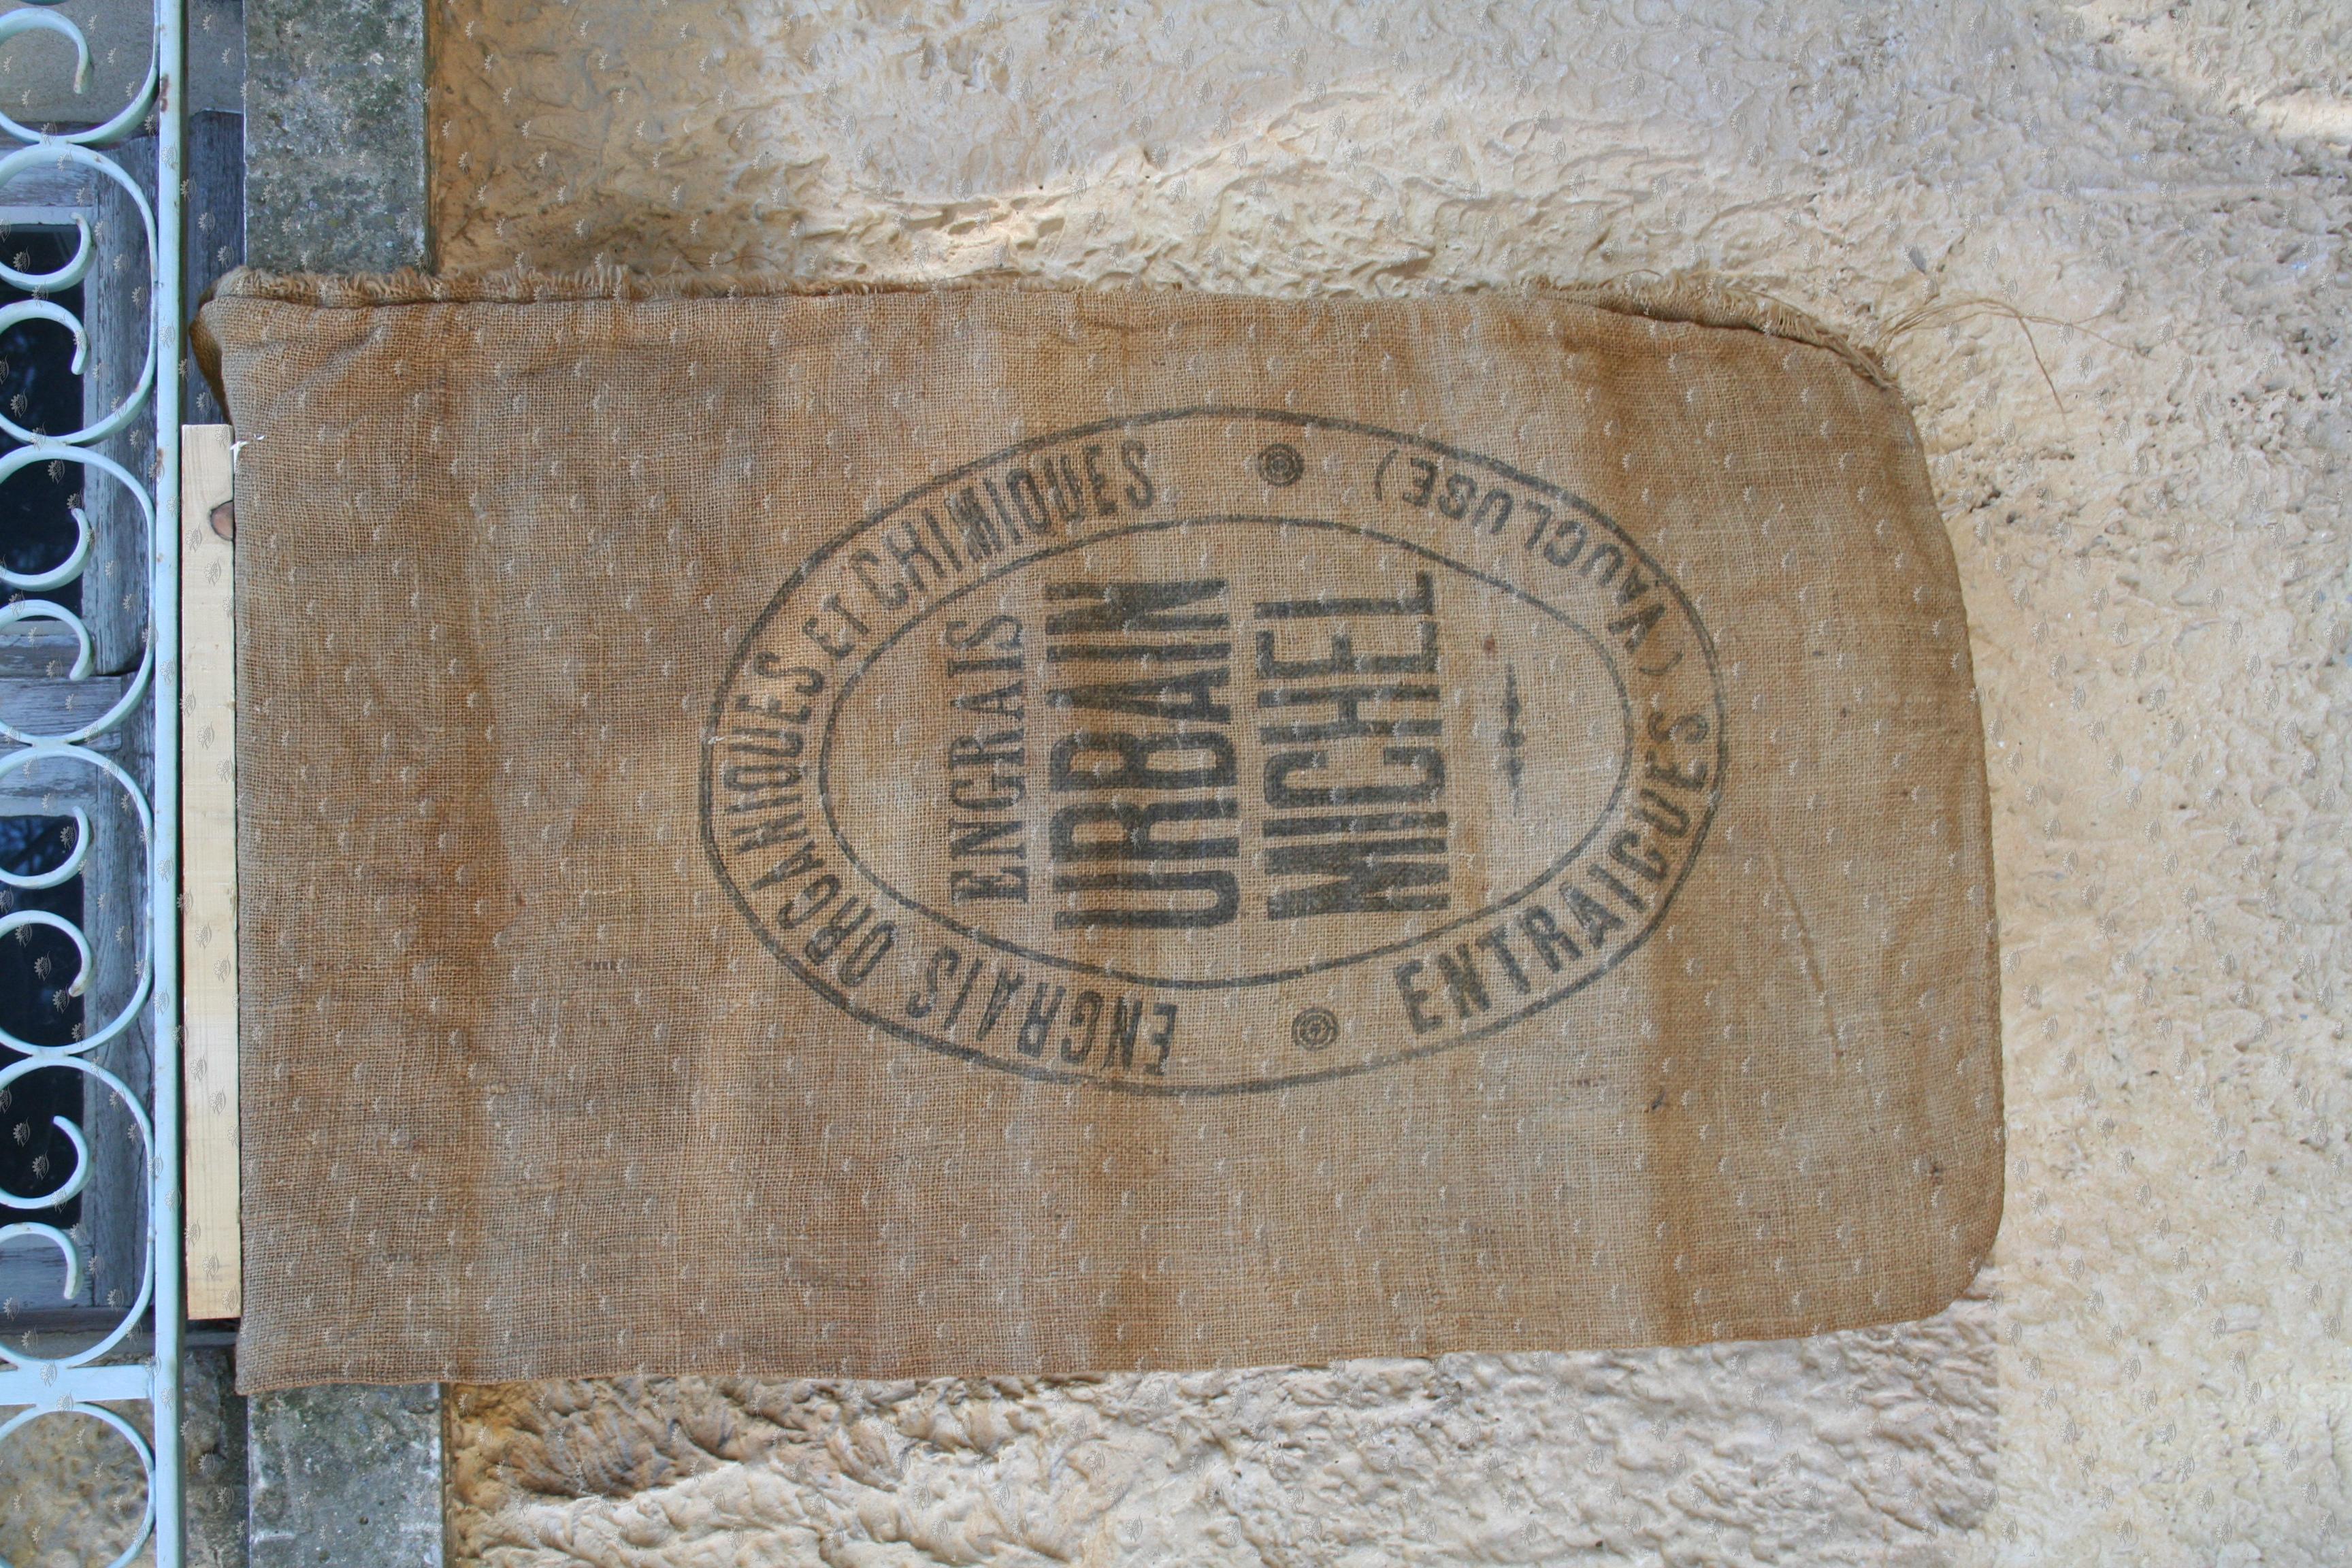 ENGRAIS ORGANIQUES ET CHIMIQUES
ENGRAIS
URBAIN
MICHEL
ENTRAIGUES (VAUCLUSE)